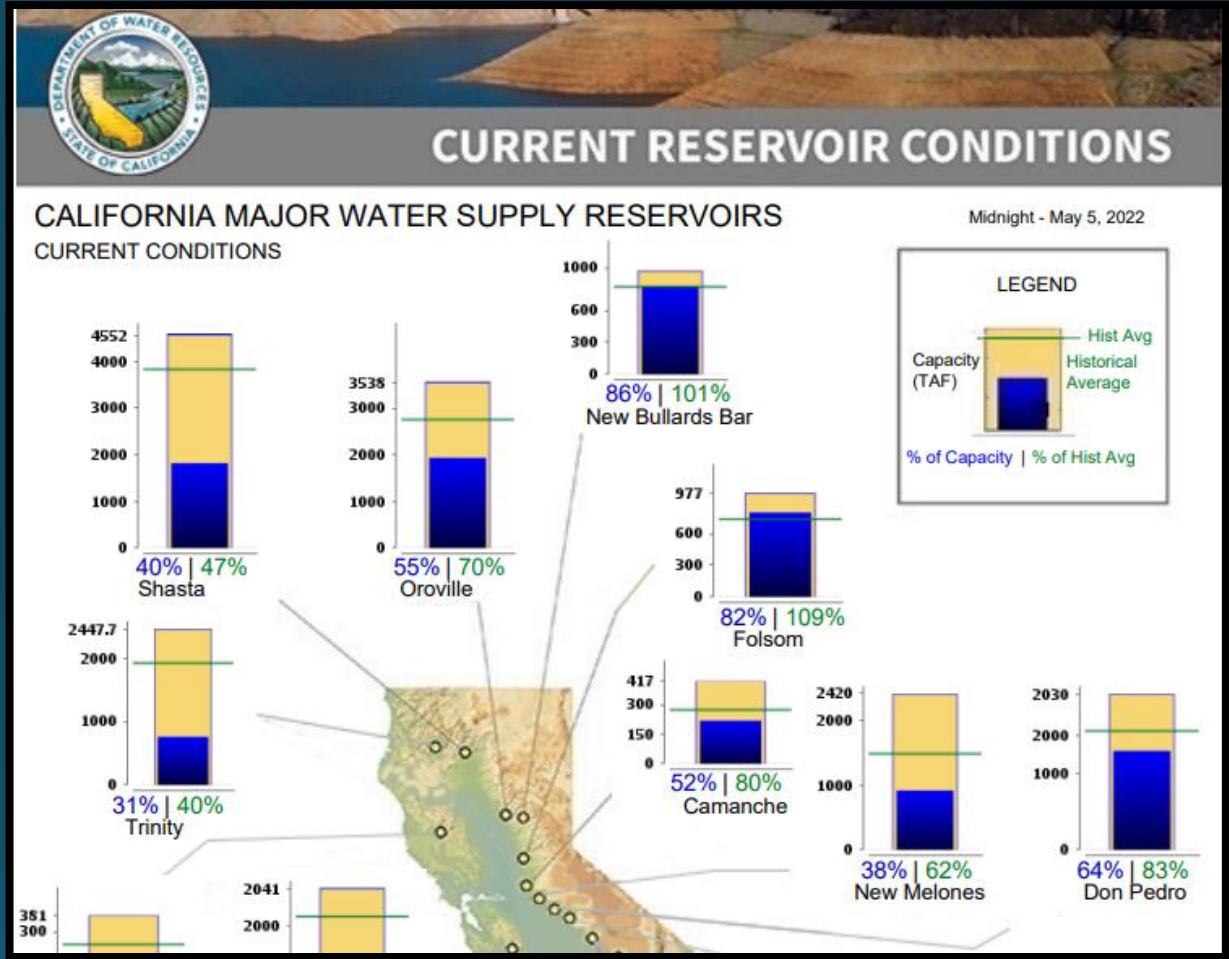 DEPARTMENT OF WATER RESOURCES
STATE OF CALIFORNIA
CURRENT RESERVOIR CONDITIONS
CALIFORNIA MAJOR WATER SUPPLY RESERVOIRS
CURRENT CONDITIONS
Midnight - May 5, 2022
LEGEND
Hist Avg
Capacity
(TAF)
Historical
Average
% of Capacity | % of Hist Avg
4552
4000
3000
2000
1000
0
40% | 47%
Shasta
3538
3000
2000
1000
0
55% | 70%
Oroville
1000
600
300
0
86% | 101%
New Bullards Bar
977
600
300
0
82% | 109%
Folsom
2447.7
2000
1000
0
31% | 40%
Trinity
417
300
150
0
52% | 80%
Camanche
2420
2000
1000
0
38% | 62%
New Melones
2030
2000
1000
0
64% | 83%
Don Pedro
381
300
2041
2000